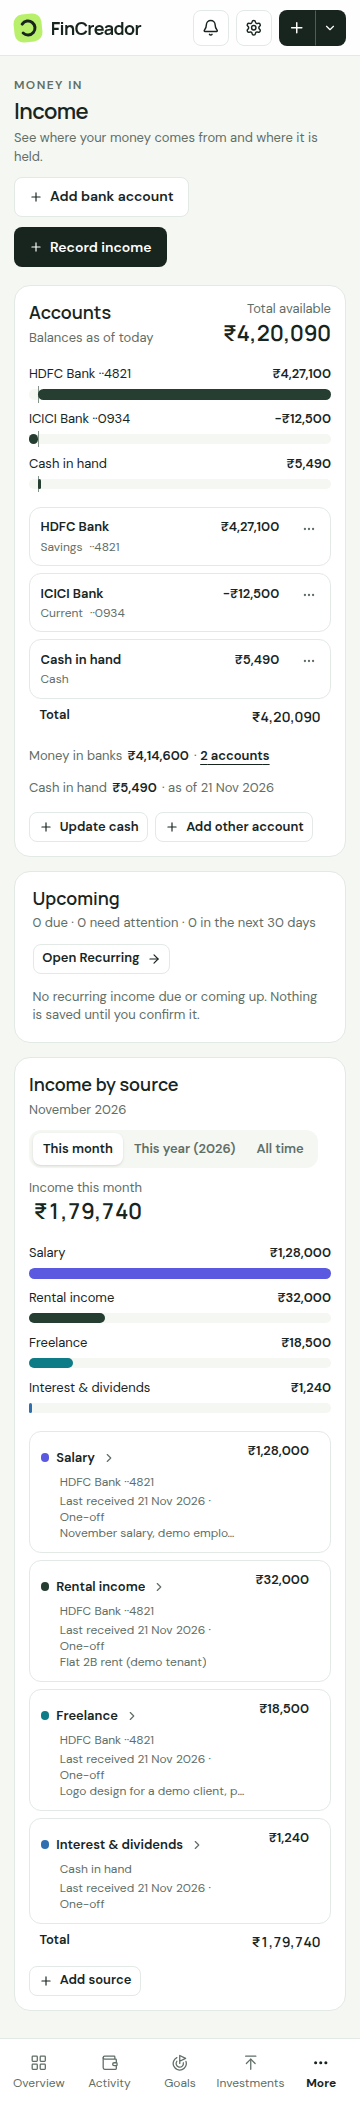 FinCreador
MONEY IN
Income
See where your money comes from and where it is
held.
+ Add bank account
+ Record income
Accounts
Total available
Balances as of today
₹4,20,090
HDFC Bank ··4821
₹4,27,100
ICICI Bank ··0934
−₹12,500
Cash in hand
₹5,490
HDFC Bank
₹4,27,100
Savings ··4821
ICICI Bank
−₹12,500
Current ··0934
Cash in hand
₹5,490
Cash
Total
₹4,20,090
Money in banks ₹4,14,600 · 2 accounts
Cash in hand ₹5,490 · as of 21 Nov 2026
+ Update cash
+ Add other account
Upcoming
0 due · 0 need attention · 0 in the next 30 days
Open Recurring →
No recurring income due or coming up. Nothing
is saved until you confirm it.
Income by source
November 2026
This month
This year (2026)
All time
Income this month
₹1,79,740
Salary
₹1,28,000
Rental income
₹32,000
Freelance
₹18,500
Interest & dividends
₹1,240
Salary
₹1,28,000
HDFC Bank ··4821
Last received 21 Nov 2026 ·
One-off
November salary, demo emplo…
Rental income
₹32,000
HDFC Bank ··4821
Last received 21 Nov 2026 ·
One-off
Flat 2B rent (demo tenant)
Freelance
₹18,500
HDFC Bank ··4821
Last received 21 Nov 2026 ·
One-off
Logo design for a demo client, p…
Interest & dividends
₹1,240
Cash in hand
Last received 21 Nov 2026 ·
One-off
Total
₹1,79,740
+ Add source
Overview
Activity
Goals
Investments
More